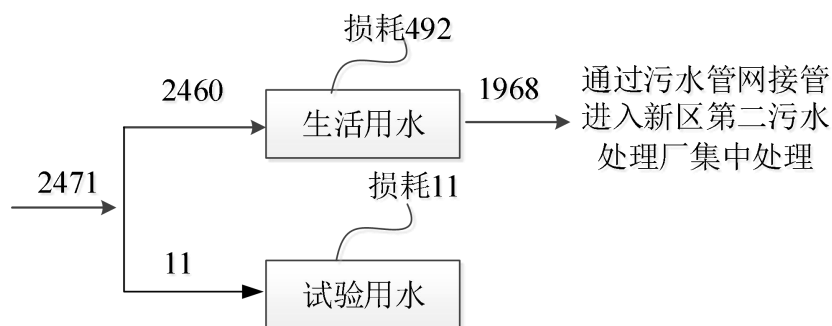 损耗492
2460
生活用水
1968
通过污水管网接管
进入新区第二污水
处理厂集中处理
2471
损耗11
11
试验用水